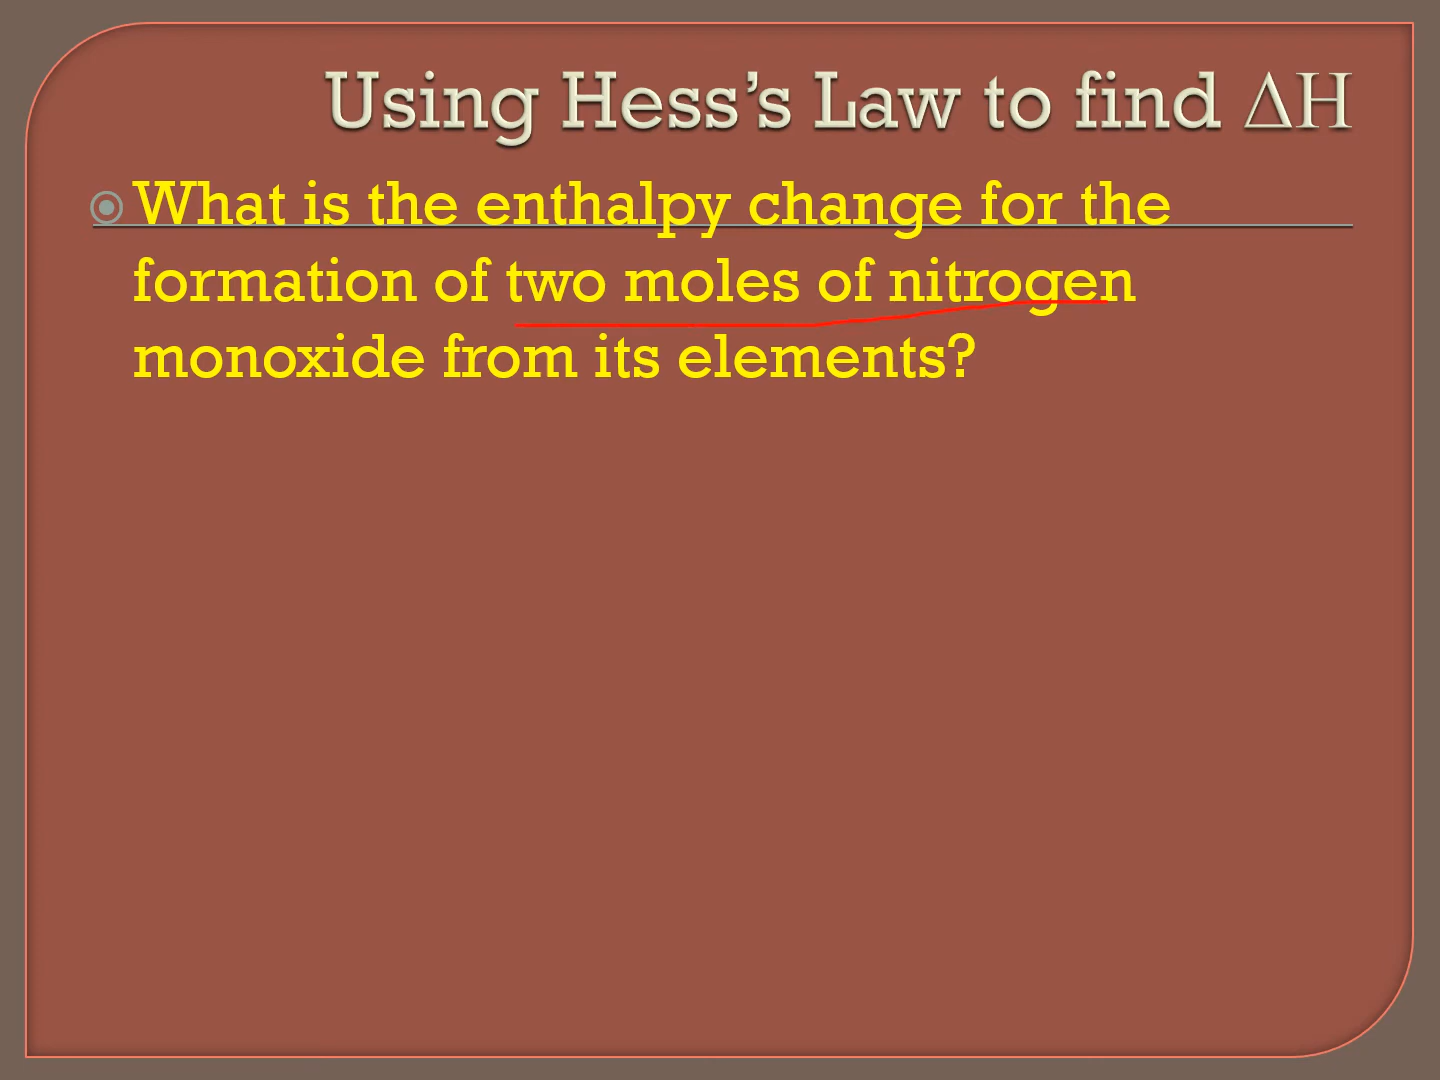 Using Hess’s Law to find ΔH
What is the enthalpy change for the
formation of two moles of nitrogen
monoxide from its elements?